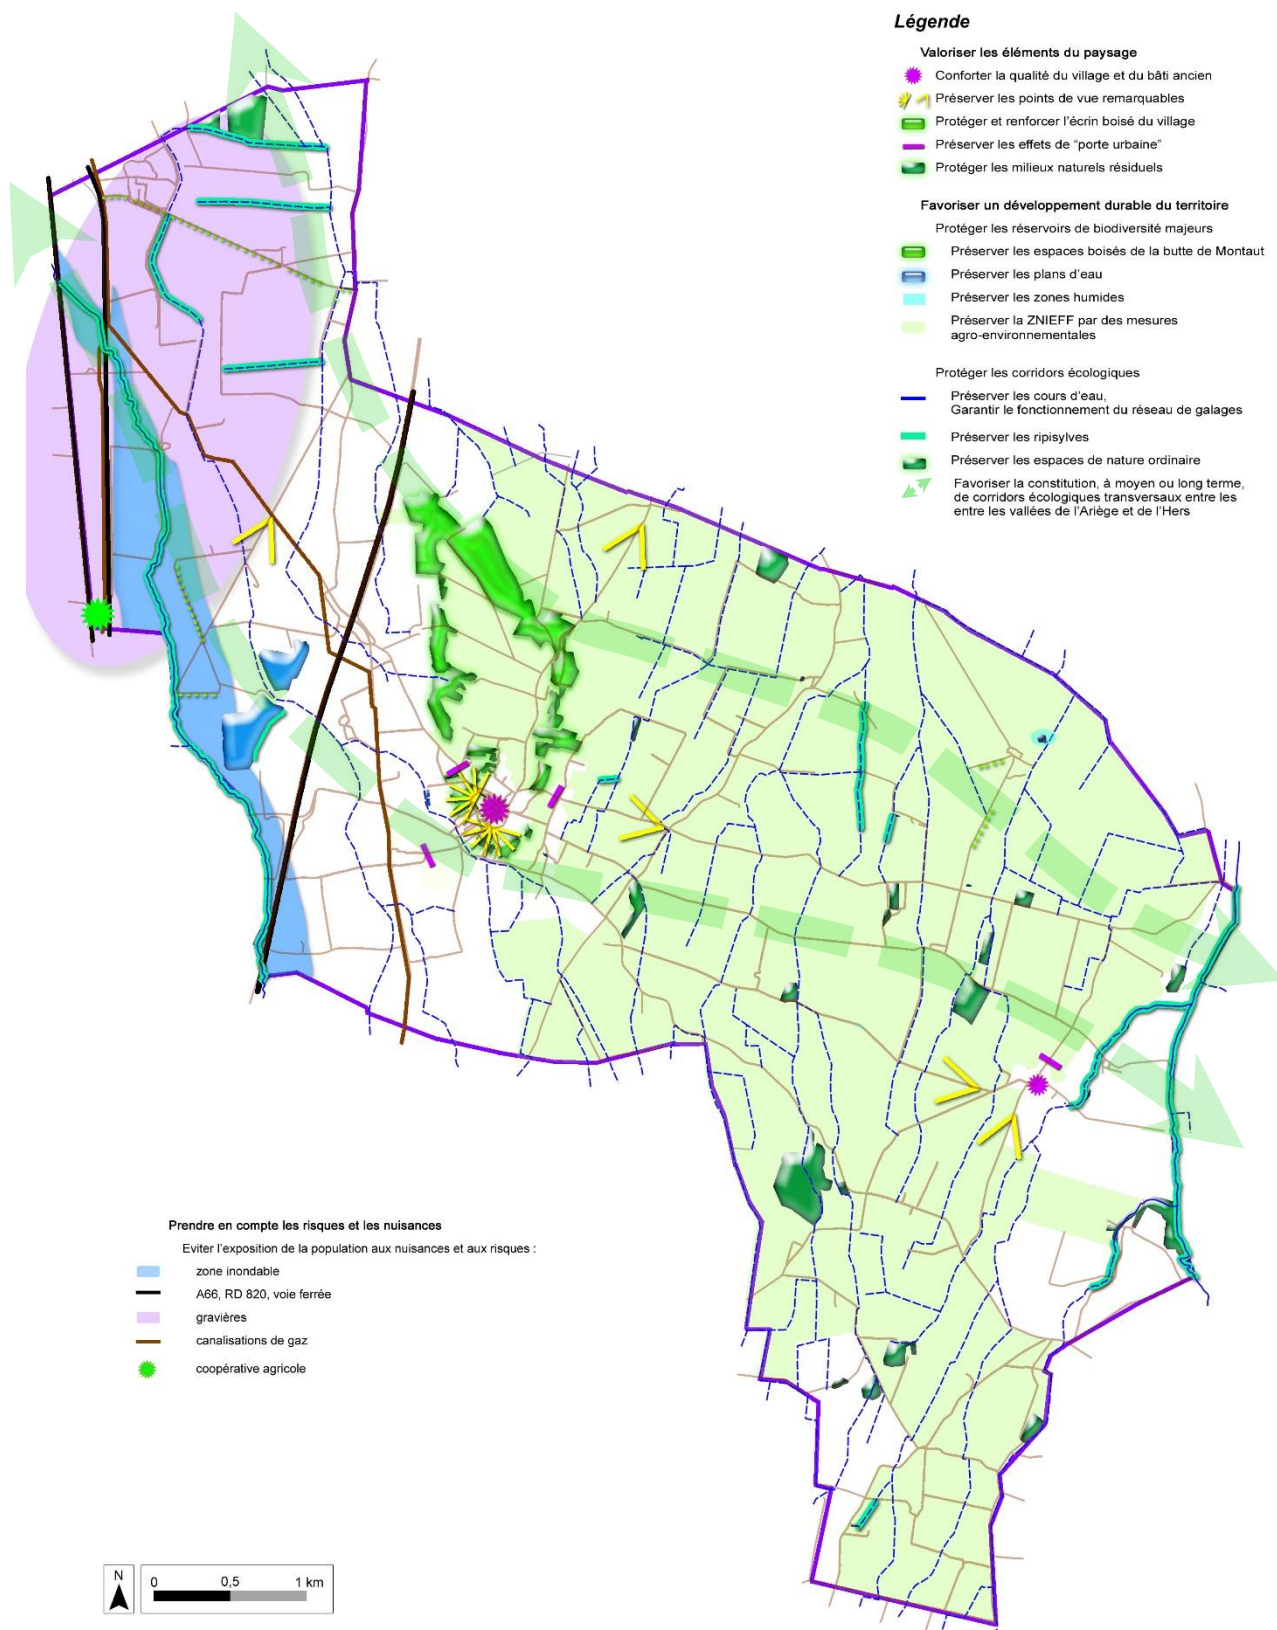 Légende
Valoriser les éléments du paysage
Conforter la qualité du village et du bâti ancien
Préserver les points de vue remarquables
Protéger et renforcer l'écrin boisé du village
Préserver les effets de "porte urbaine"
Protéger les milieux naturels résiduels
Favoriser un développement durable du territoire
Protéger les réservoirs de biodiversité majeurs
Préserver les espaces boisés de la butte de Montaut
Préserver les plans d'eau
Préserver les zones humides
Préserver la ZNIEFF par des mesures
agro-environnementales
Protéger les corridors écologiques
Préserver les cours d'eau,
Garantir le fonctionnement du réseau de galages
Préserver les ripisylves
Préserver les espaces de nature ordinaire
Favoriser la constitution, à moyen ou long terme,
de corridors écologiques transversaux entre les
entre les vallées de l'Ariège et de l'Hers
Prendre en compte les risques et les nuisances
Eviter l'exposition de la population aux nuisances et aux risques :
zone inondable
A66, RD 820, voie ferrée
gravières
canalisations de gaz
coopérative agricole
N
0 0,5 1 km